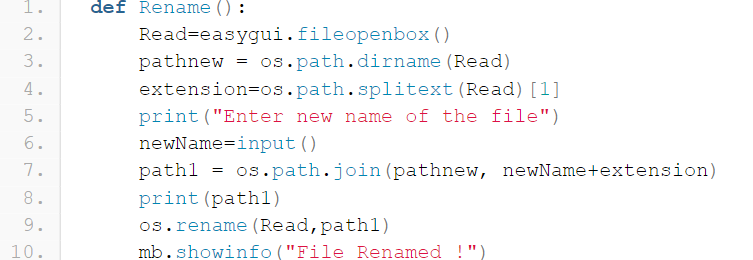 1. def Rename():
2.     Read=easygui.fileopenbox()
3.     pathnew = os.path.dirname(Read)
4.     extension=os.path.splitext(Read)[1]
5.     print("Enter new name of the file")
6.     newName=input()
7.     path1 = os.path.join(pathnew, newName+extension)
8.     print(path1)
9.     os.rename(Read,path1)
10.     mb.showinfo("File Renamed !")